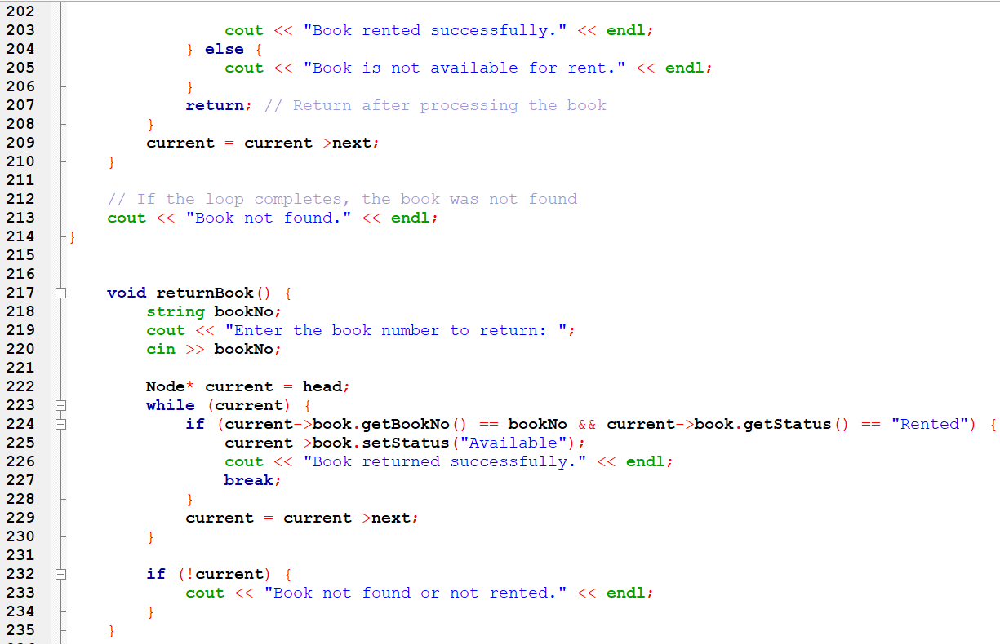 202
203                 cout << "Book rented successfully." << endl;
204             } else {
205                 cout << "Book is not available for rent." << endl;
206             }
207             return; // Return after processing the book
208         }
209         current = current->next;
210     }
211
212     // If the loop completes, the book was not found
213     cout << "Book not found." << endl;
214 }
215
216
217     void returnBook() {
218         string bookNo;
219         cout << "Enter the book number to return: ";
220         cin >> bookNo;
221
222         Node* current = head;
223         while (current) {
224             if (current->book.getBookNo() == bookNo && current->book.getStatus() == "Rented") {
225                 current->book.setStatus("Available");
226                 cout << "Book returned successfully." << endl;
227                 break;
228             }
229             current = current->next;
230         }
231
232         if (!current) {
233             cout << "Book not found or not rented." << endl;
234         }
235     }